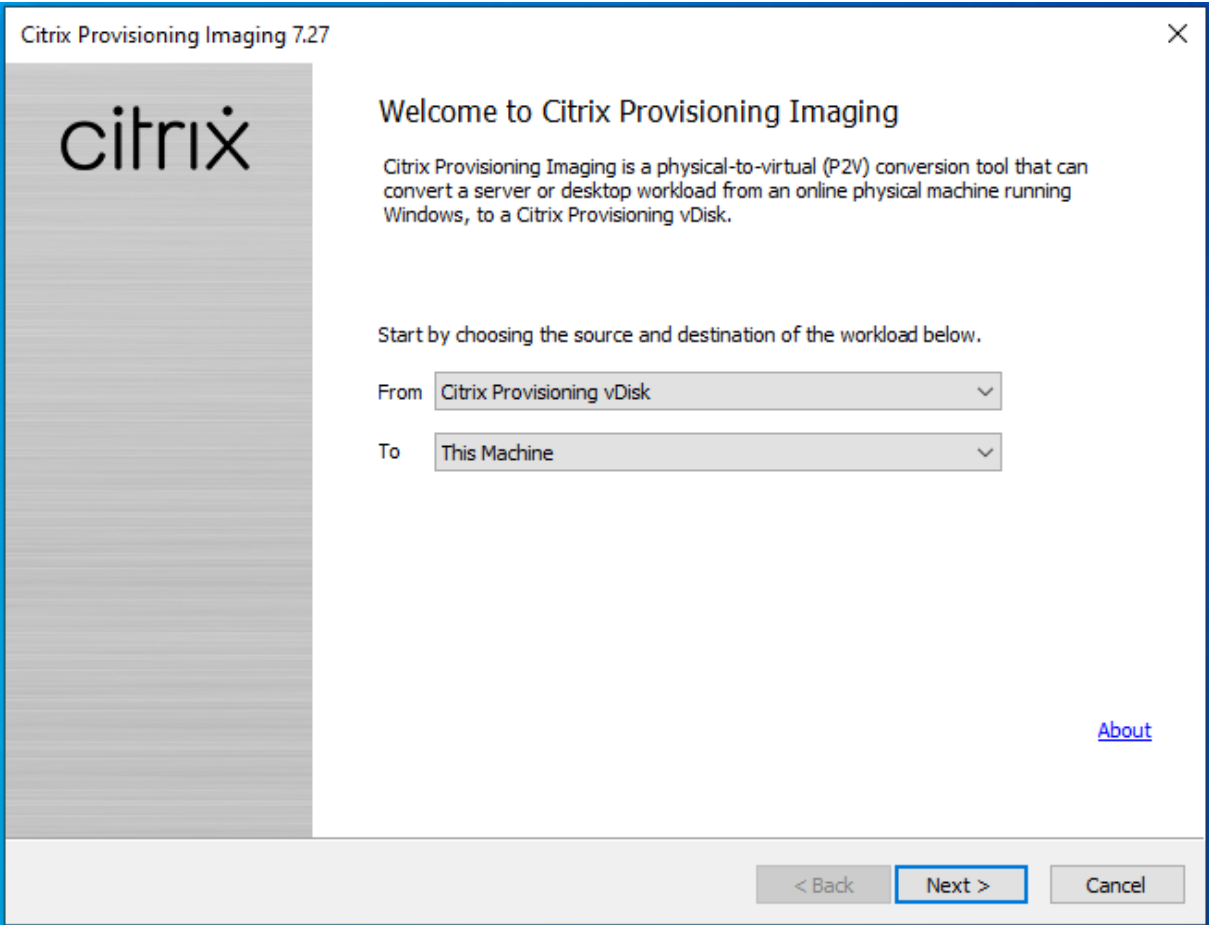 Citrix Provisioning Imaging 7.27
citrix
Welcome to Citrix Provisioning Imaging
Citrix Provisioning Imaging is a physical-to-virtual (P2V) conversion tool that can
convert a server or desktop workload from an online physical machine running
Windows, to a Citrix Provisioning vDisk.
Start by choosing the source and destination of the workload below.
From Citrix Provisioning vDisk
To This Machine
About
< Back Next > Cancel